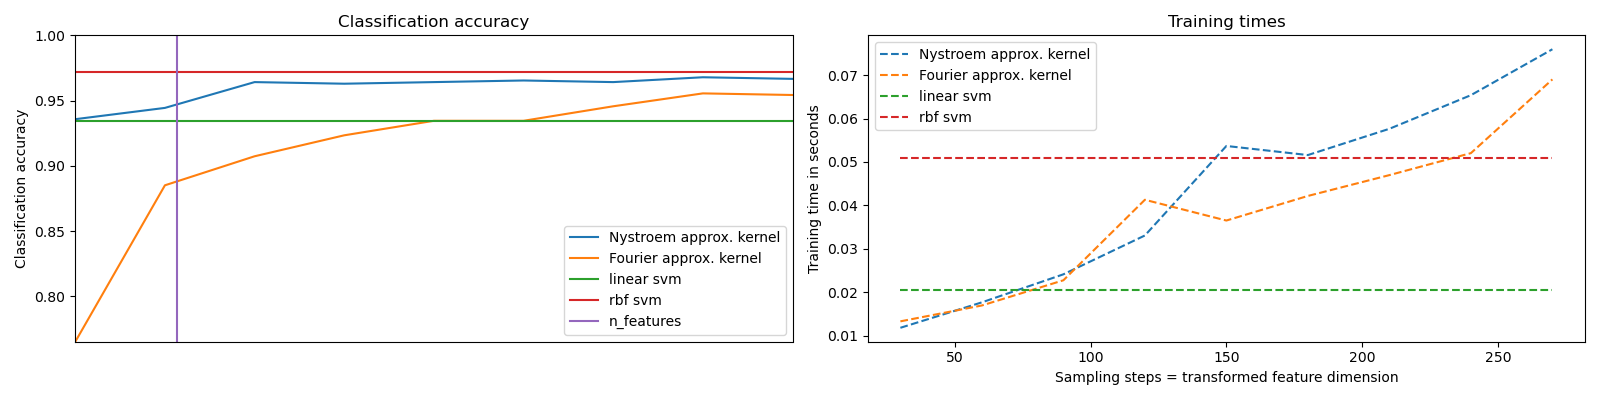 Classification accuracy
1.00
0.95
0.90
0.85
0.80
Classification accuracy
Nystroem approx. kernel
Fourier approx. kernel
linear svm
rbf svm
n_features
Training times
0.07
0.06
0.05
0.04
0.03
0.02
0.01
Training time in seconds
Nystroem approx. kernel
Fourier approx. kernel
linear svm
rbf svm
50
100
150
200
250
Sampling steps = transformed feature dimension